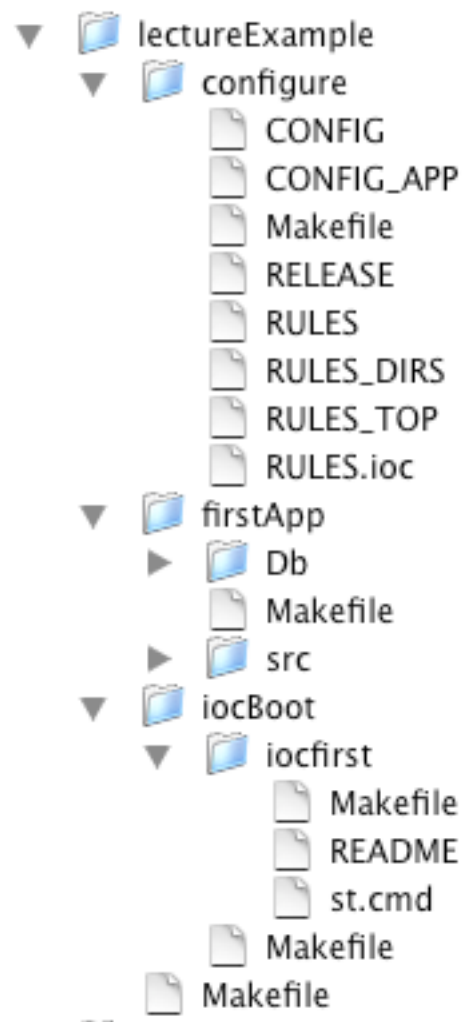 lectureExample
configure
CONFIG
CONFIG_APP
Makefile
RELEASE
RULES
RULES_DIRS
RULES_TOP
RULES.ioc
firstApp
Db
Makefile
src
iocBoot
iocfirst
Makefile
README
st.cmd
Makefile
Makefile